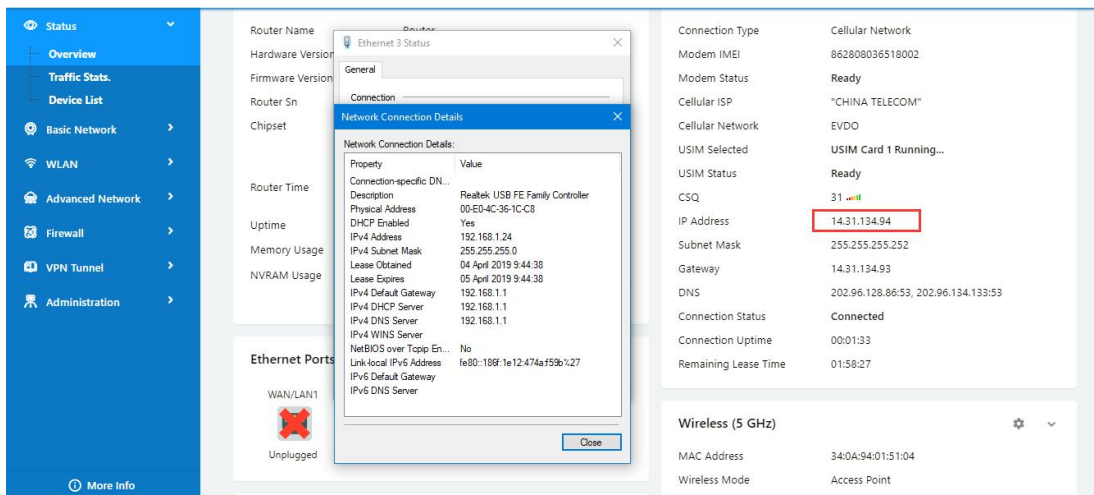 Status
Overview
Traffic Stats.
Device List
Basic Network
WLAN
Advanced Network
Firewall
VPN Tunnel
Administration
More Info
Router Name
Hardware Version
Firmware Version
Router Sn
Chipset
Router Time
Uptime
Memory Usage
NVRAM Usage
Ethernet Ports
WAN/LAN1
Unplugged
Ethernet 3 Status
General
Connection
Network Connection Details
Network Connection Details:
Property Value
Connection-specific DN...
Description Realtek USB FE Family Controller
Physical Address 00-E0-4C-36-1C-C8
DHCP Enabled Yes
IPv4 Address 192.168.1.24
IPv4 Subnet Mask 255.255.255.0
Lease Obtained 04 April 2019 9:44:38
Lease Expires 05 April 2019 9:44:38
IPv4 Default Gateway 192.168.1.1
IPv4 DHCP Server 192.168.1.1
IPv4 DNS Server 192.168.1.1
IPv4 WINS Server
NetBIOS over Tcpip En... No
Link-local IPv6 Address fe80::186f:1e12:474a:f59b%27
IPv6 Default Gateway
IPv6 DNS Server
Close
Connection Type Cellular Network
Modem IMEI 862808036518002
Modem Status Ready
Cellular ISP "CHINA TELECOM"
Cellular Network EVDO
USIM Selected USIM Card 1 Running...
USIM Status Ready
CSQ 31
IP Address 14.31.134.94
Subnet Mask 255.255.255.252
Gateway 14.31.134.93
DNS 202.96.128.86:53, 202.96.134.133:53
Connection Status Connected
Connection Uptime 00:01:33
Remaining Lease Time 01:58:27
Wireless (5 GHz)
MAC Address 34:0A:94:01:51:04
Wireless Mode Access Point